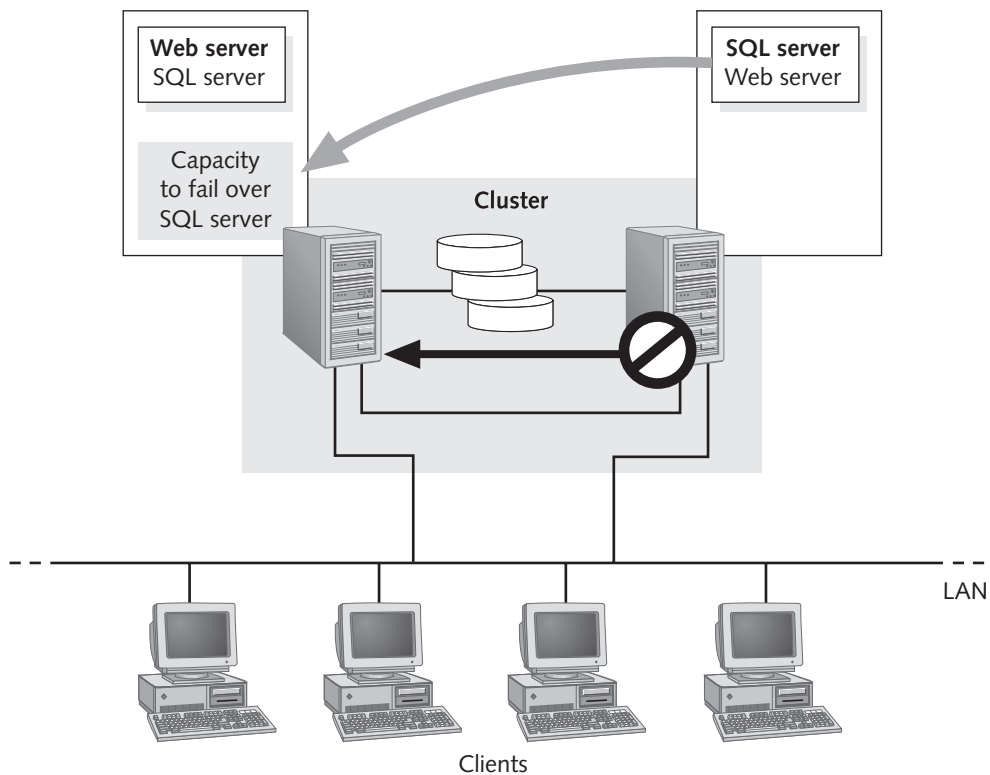 Web server
SQL server
SQL server
Web server
Capacity
to fail over
SQL server
Cluster
LAN
Clients